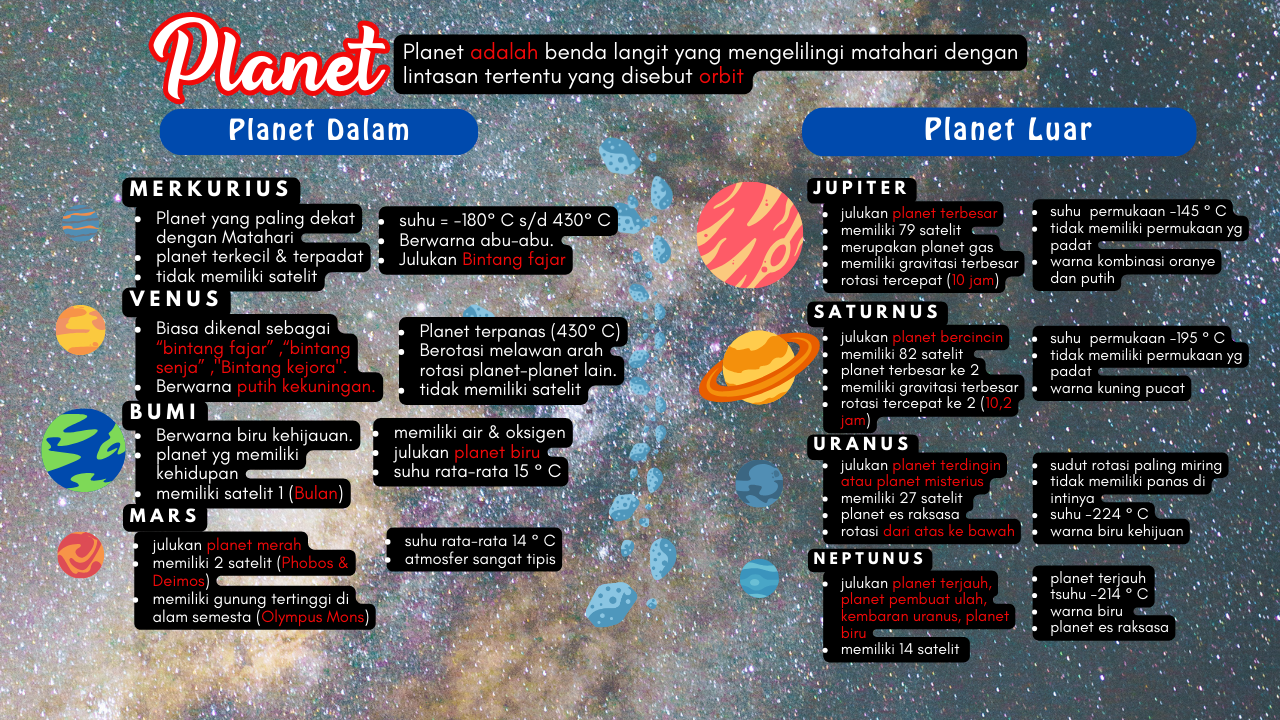 Planet
Planet adalah benda langit yang mengelilingi matahari dengan
lintasan tertentu yang disebut orbit
Planet Dalam
MERKURIUS
Planet yang paling dekat
dengan Matahari
planet terkecil & terpadat
tidak memiliki satelit
suhu = -180° C s/d 430° C
Berwarna abu-abu.
Julukan Bintang fajar
VENUS
Biasa dikenal sebagai
“bintang fajar” ,“bintang
senja” ,"Bintang kejora".
Berwarna putih kekuningan.
Planet terpanas (430° C)
Berotasi melawan arah
rotasi planet-planet lain.
tidak memiliki satelit
BUMI
Berwarna biru kehijauan.
planet yg memiliki
kehidupan
memiliki satelit 1 (Bulan)
memiliki air & oksigen
julukan planet biru
suhu rata-rata 15 ° C
MARS
julukan planet merah
memiliki 2 satelit (Phobos &
Deimos)
memiliki gunung tertinggi di
alam semesta (Olympus Mons)
suhu rata-rata 14 ° C
atmosfer sangat tipis
Planet Luar
JUPITER
julukan planet terbesar
memiliki 79 satelit
merupakan planet gas
memiliki gravitasi terbesar
rotasi tercepat (10 jam)
suhu permukaan -145 ° C
tidak memiliki permukaan yg
padat
warna kombinasi oranye
dan putih
SATURNUS
julukan planet bercincin
memiliki 82 satelit
planet terbesar ke 2
memiliki gravitasi terbesar
rotasi tercepat ke 2 (10,2
jam)
suhu permukaan -195 ° C
tidak memiliki permukaan yg
padat
warna kuning pucat
URANUS
julukan planet terdingin
atau planet misterius
memiliki 27 satelit
planet es raksasa
rotasi dari atas ke bawah
sudut rotasi paling miring
tidak memiliki panas di
intinya
suhu -224 ° C
warna biru kehijuan
NEPTUNUS
julukan planet terjauh,
planet pembuat ulah,
kembaran uranus, planet
biru
memiliki 14 satelit
planet terjauh
tsuhu -214 ° C
warna biru
planet es raksasa